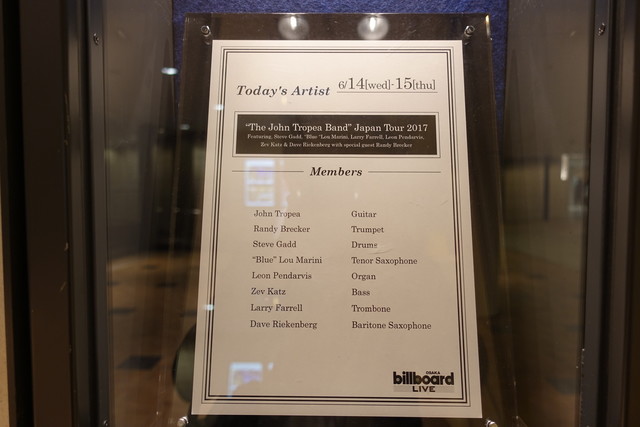 Today's Artist 6/14[wed]-15[thu]
"The John Tropea Band" Japan Tour 2017
Featuring, Steve Gadd, "Blue "Lou Marini, Larry Farrell, Leon Pendarvis,
Zev Katz & Dave Riekenberg with special guest Randy Brecker
Members
John Tropea Guitar
Randy Brecker Trumpet
Steve Gadd Drums
"Blue" Lou Marini Tenor Saxophone
Leon Pendarvis Organ
Zev Katz Bass
Larry Farrell Trombone
Dave Riekenberg Baritone Saxophone
OSAKA
billboard
LIVE